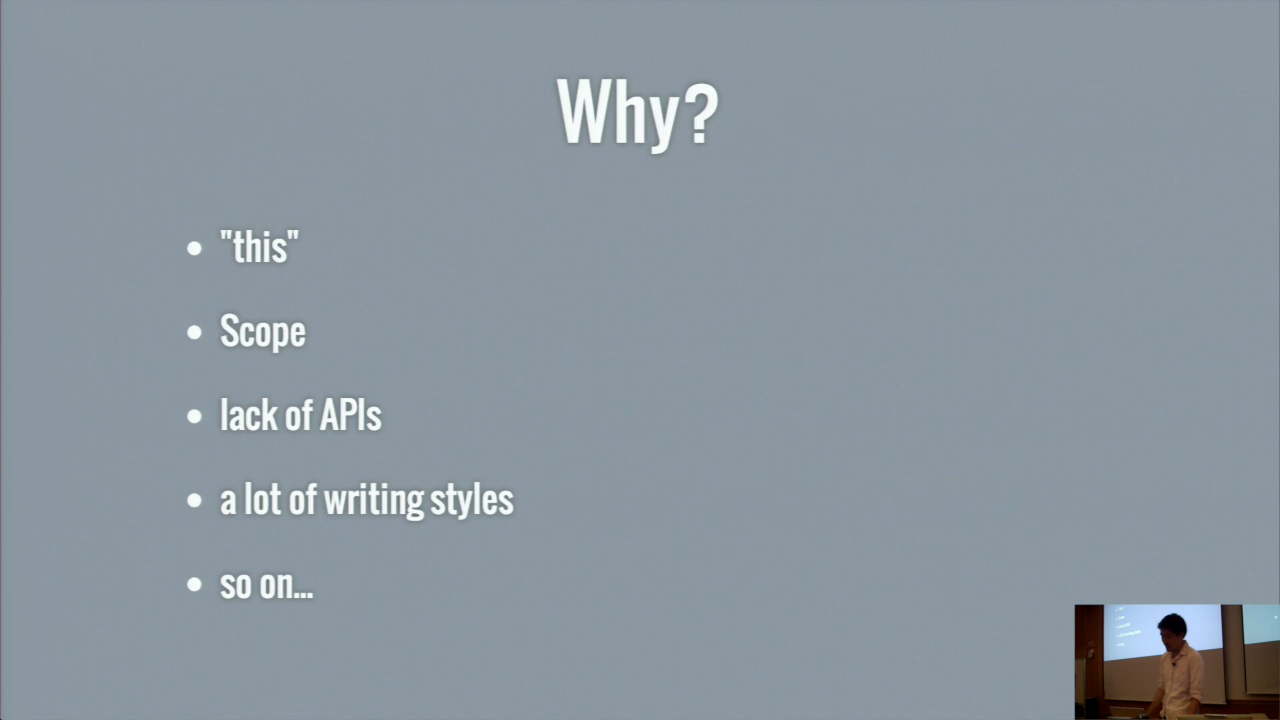 Why?
• "this"
• Scope
• lack of APIs
• a lot of writing styles
• so on...